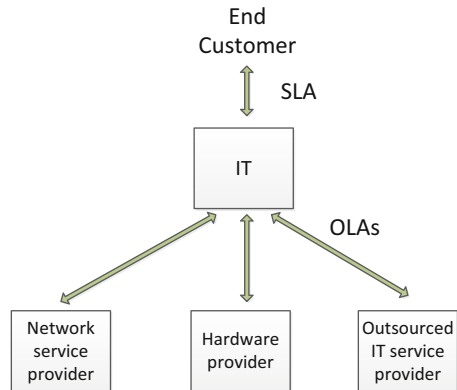 End
Customer
SLA
IT
OLAs
Network
service
provider
Hardware
provider
Outsourced
IT service
provider